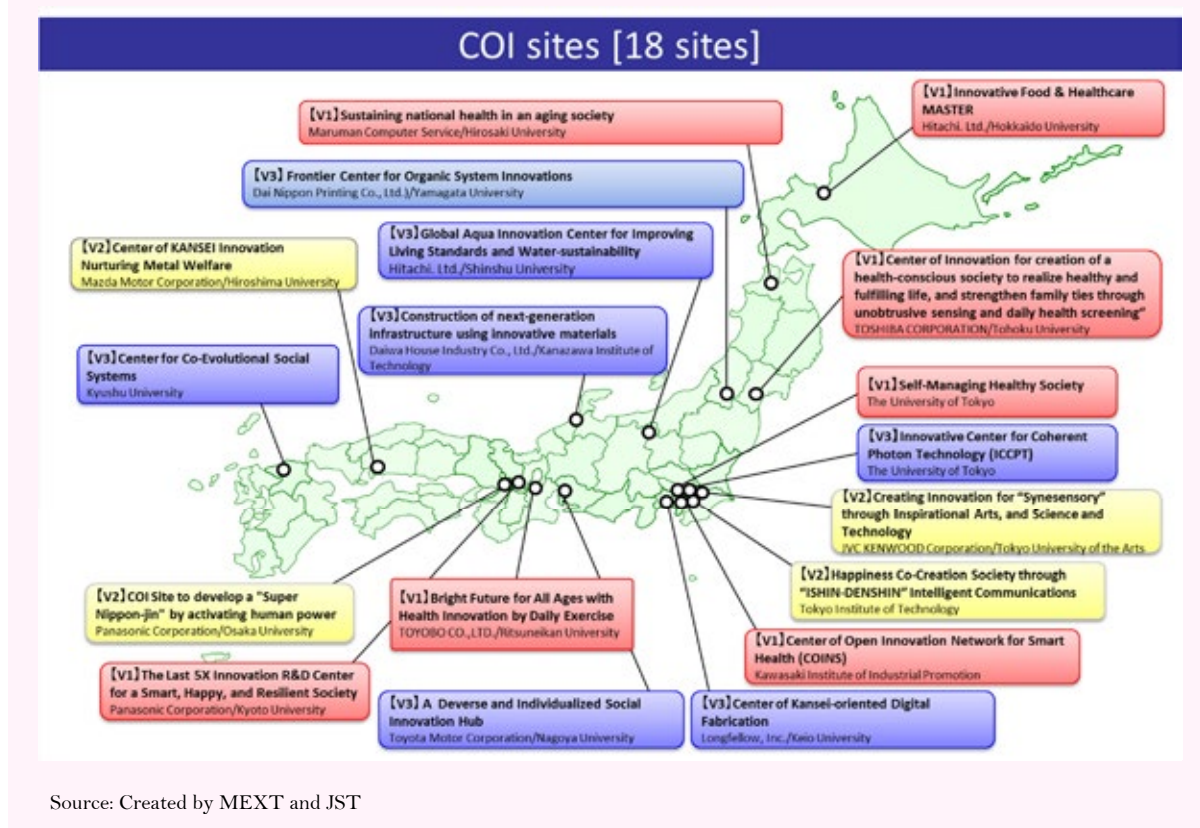 COI sites [18 sites]
【V1】Sustaining national health in an aging society
Maruman Computer Service/Hirosaki University
【V1】Innovative Food & Healthcare
MASTER
Hitachi. Ltd./Hokkaido University
【V3】 Frontier Center for Organic System Innovations
Dai Nippon Printing Co., Ltd.)/Yamagata University
【V2】Center of KANSEI Innovation
Nurturing Metal Welfare
Mazda Motor Corporation/Hiroshima University
【V3】Global Aqua Innovation Center for Improving
Living Standards and Water-sustainability
Hitachi. Ltd./Shinshu University
【V1】Center of Innovation for creation of a
health-conscious society to realize healthy and
fulfilling life, and strengthen family ties through
unobtrusive sensing and daily health screening"
TOSHIBA CORPORATION/Tohoku University
【V3】Construction of next-generation
infrastructure using innovative materials
Daiwa House Industry Co., Ltd./Kanazawa Institute of
Technology
【V3】Center for Co-Evolutional Social
Systems
Kyushu University
【V1】Self-Managing Healthy Society
The University of Tokyo
【V3】Innovative Center for Coherent
Photon Technology (ICCPT)
The University of Tokyo
【V2】Creating Innovation for "Synesensory"
through Inspirational Arts, and Science and
Technology
JVC KENWOOD Corporation/Tokyo University of the Arts
【V2】Happiness Co-Creation Society through
"ISHIN-DENSHIN" Intelligent Communications
Tokyo Institute of Technology
【V2】COI Site to develop a "Super
Nippon-jin" by activating human power
Panasonic Corporation/Osaka University
【V1】Bright Future for All Ages with
Health Innovation by Daily Exercise
TOYOBO CO.,LTD./Ritsuneikan University
【V1】Center of Open Innovation Network for Smart
Health (COINS)
Kawasaki Institute of Industrial Promotion
【V1】The Last 5X Innovation R&D Center
for a Smart, Happy, and Resilient Society
Panasonic Corporation/Kyoto University
【V3】A Deverse and Individualized Social
Innovation Hub
Toyota Motor Corporation/Nagoya University
【V3】Center of Kansei-oriented Digital
Fabrication
Longfellow, Inc./Keio University
Source: Created by MEXT and JST